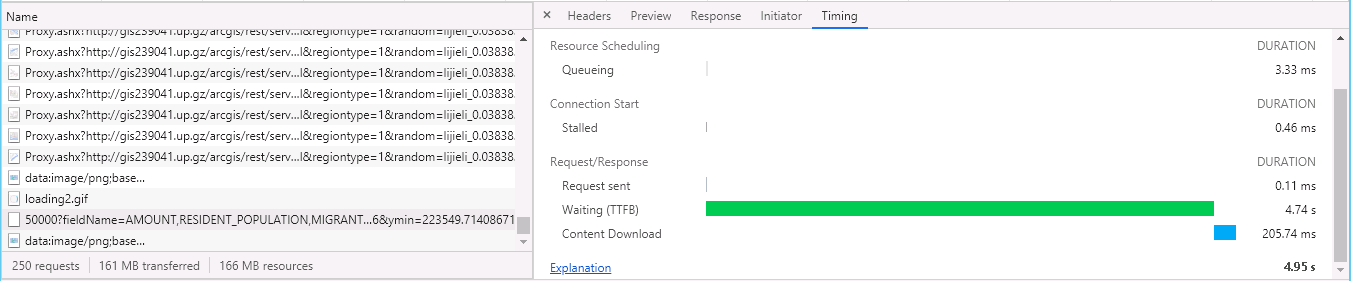 Name
Proxy.ashx?http://gis239041.up.gz/arcgis/rest/serv...l&regiontype=1&random=lijieli_0.03838.
Proxy.ashx?http://gis239041.up.gz/arcgis/rest/serv...l&regiontype=1&random=lijieli_0.03838.
Proxy.ashx?http://gis239041.up.gz/arcgis/rest/serv...l&regiontype=1&random=lijieli_0.03838.
Proxy.ashx?http://gis239041.up.gz/arcgis/rest/serv...l&regiontype=1&random=lijieli_0.03838.
Proxy.ashx?http://gis239041.up.gz/arcgis/rest/serv...l&regiontype=1&random=lijieli_0.03838.
Proxy.ashx?http://gis239041.up.gz/arcgis/rest/serv...l&regiontype=1&random=lijieli_0.03838.
Proxy.ashx?http://gis239041.up.gz/arcgis/rest/serv...l&regiontype=1&random=lijieli_0.03838.
data:image/png;base...
loading2.gif
50000?fieldName=AMOUNT,RESIDENT_POPULATION,MIGRANT...6&ymin=223549.71408671
data:image/png;base...
250 requests 161 MB transferred 166 MB resources
× Headers Preview Response Initiator Timing
Resource Scheduling DURATION
Queueing 3.33 ms
Connection Start DURATION
Stalled 0.46 ms
Request/Response DURATION
Request sent 0.11 ms
Waiting (TTFB) 4.74 s
Content Download 205.74 ms
Explanation 4.95 s